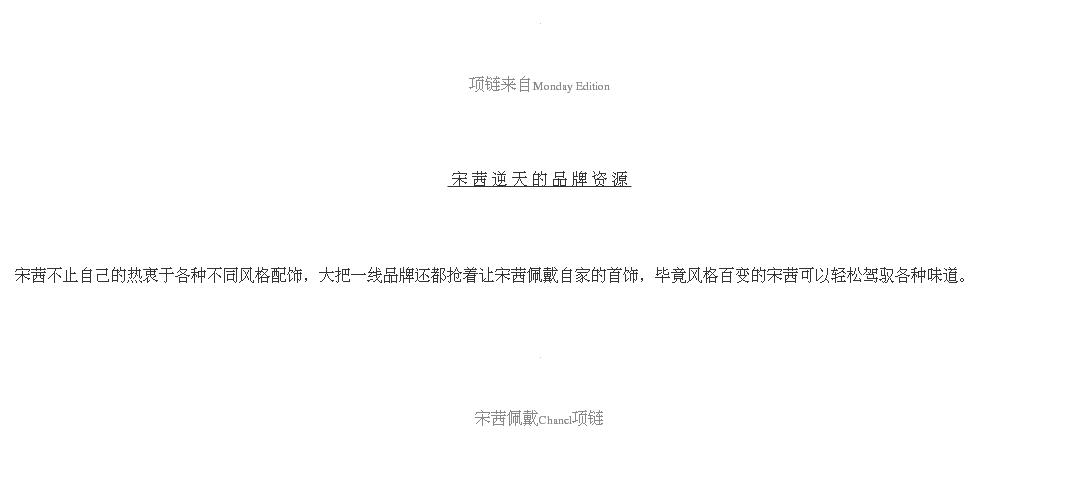 项链来自Monday Edition
宋茜逆天的品牌资源
宋茜不止自己的热衷于各种不同风格配饰，大把一线品牌还都抢着让宋茜佩戴自家的首饰，毕竟风格百变的宋茜可以轻松驾驭各种味道。
宋茜佩戴Chanel项链